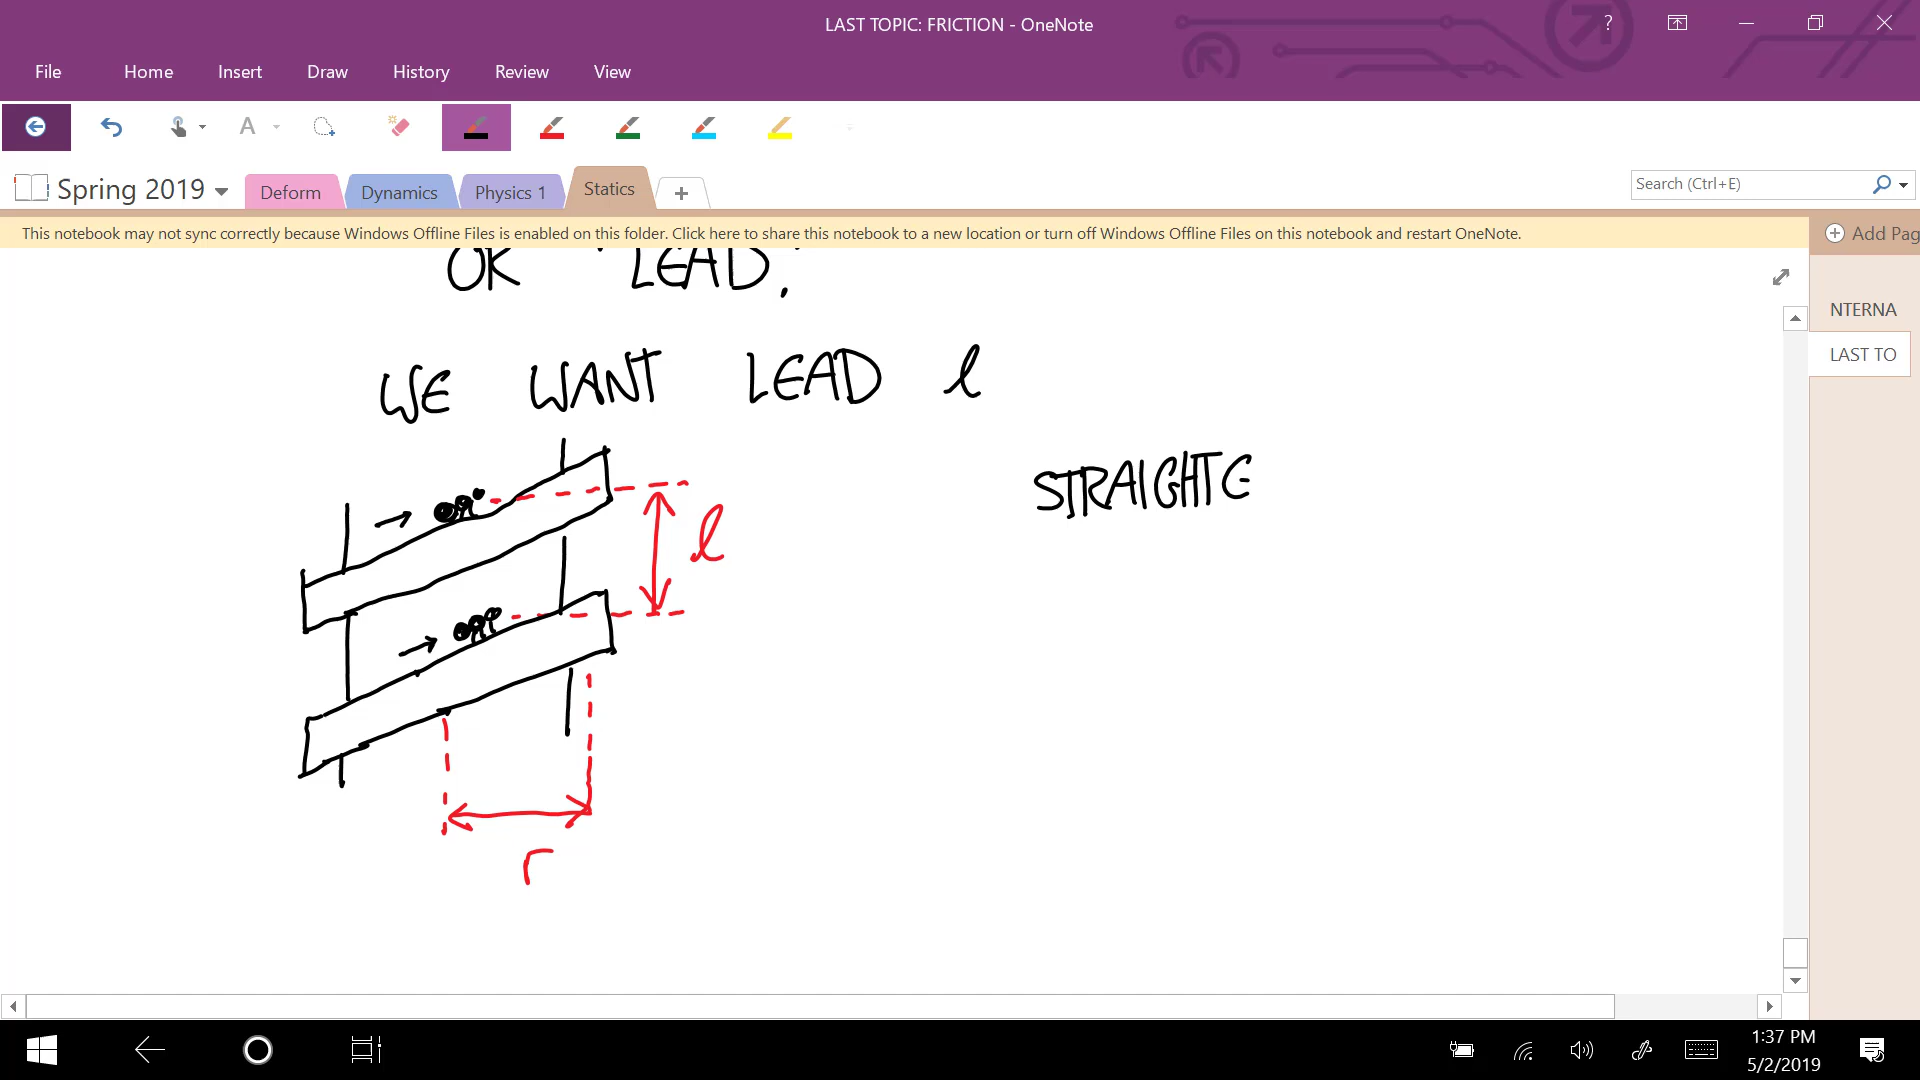 LAST TOPIC: FRICTION - OneNote
?
File Home Insert Draw History Review View
A
Spring 2019 Deform Dynamics Physics 1 Statics +
Search (Ctrl+E)
This notebook may not sync correctly because Windows Offline Files is enabled on this folder. Click here to share this notebook to a new location or turn off Windows Offline Files on this notebook and restart OneNote.
Add Pag
NTERNA
LAST TO
OR "LEAD."
WE WANT LEAD l
STRAIGHTE
l
r
1:37 PM
5/2/2019